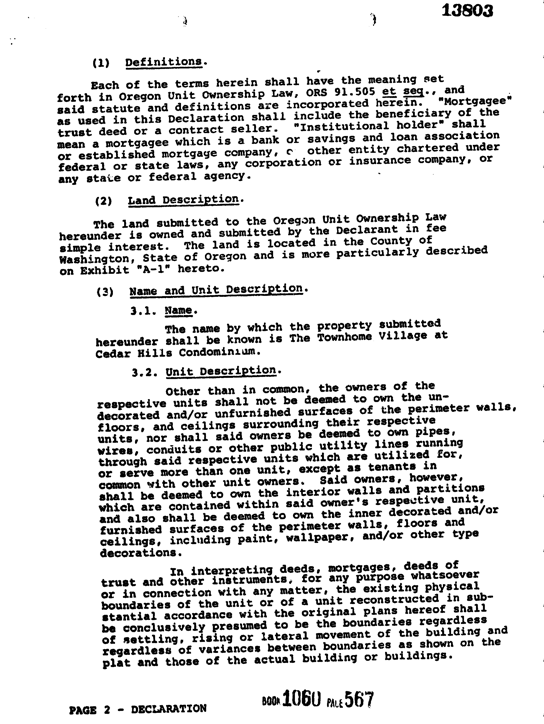 13803
(1) Definitions.
Each of the terms herein shall have the meaning set
forth in Oregon Unit Ownership Law, ORS 91.505 et seq., and
said statute and definitions are incorporated herein. "Mortgagee"
as used in this Declaration shall include the beneficiary of the
trust deed or a contract seller. "Institutional holder" shall
mean a mortgagee which is a bank or savings and loan association
or established mortgage company, other entity chartered under
federal or state laws, any corporation or insurance company, or
any state or federal agency.
(2) Land Description.
The land submitted to the Oregon Unit Ownership Law
hereunder is owned and submitted by the Declarant in fee
simple interest. The land is located in the County of
Washington, State of Oregon and is more particularly described
on Exhibit "A-1" hereto.
(3) Name and Unit Description.
3.1. Name.
The name by which the property submitted
hereunder shall be known is The Townhome Village at
Cedar Hills Condominium.
3.2. Unit Description.
Other than in common, the owners of the
respective units shall not be deemed to own the un-
decorated and/or unfurnished surfaces of the perimeter walls,
floors, and ceilings surrounding their respective
units, nor shall said owners be deemed to own pipes,
wires, conduits or other public utility lines running
through said respective units which are utilized for,
or serve more than one unit, except as tenants in
common with other unit owners. Said owners, however,
shall be deemed to own the interior walls and partitions
which are contained within said owner's respective unit,
and also shall be deemed to own the inner decorated and/or
furnished surfaces of the perimeter walls, floors and
ceilings, including paint, wallpaper, and/or other type
decorations.
In interpreting deeds, mortgages, deeds of
trust and other instruments, for any purpose whatsoever
or in connection with any matter, the existing physical
boundaries of the unit or of a unit reconstructed in sub-
stantial accordance with the original plans hereof shall
be conclusively presumed to be the boundaries regardless
of settling, rising or lateral movement of the building and
regardless of variances between boundaries as shown on the
plat and those of the actual building or buildings.
PAGE 2 - DECLARATION
BOOK 1060 PAGE 567